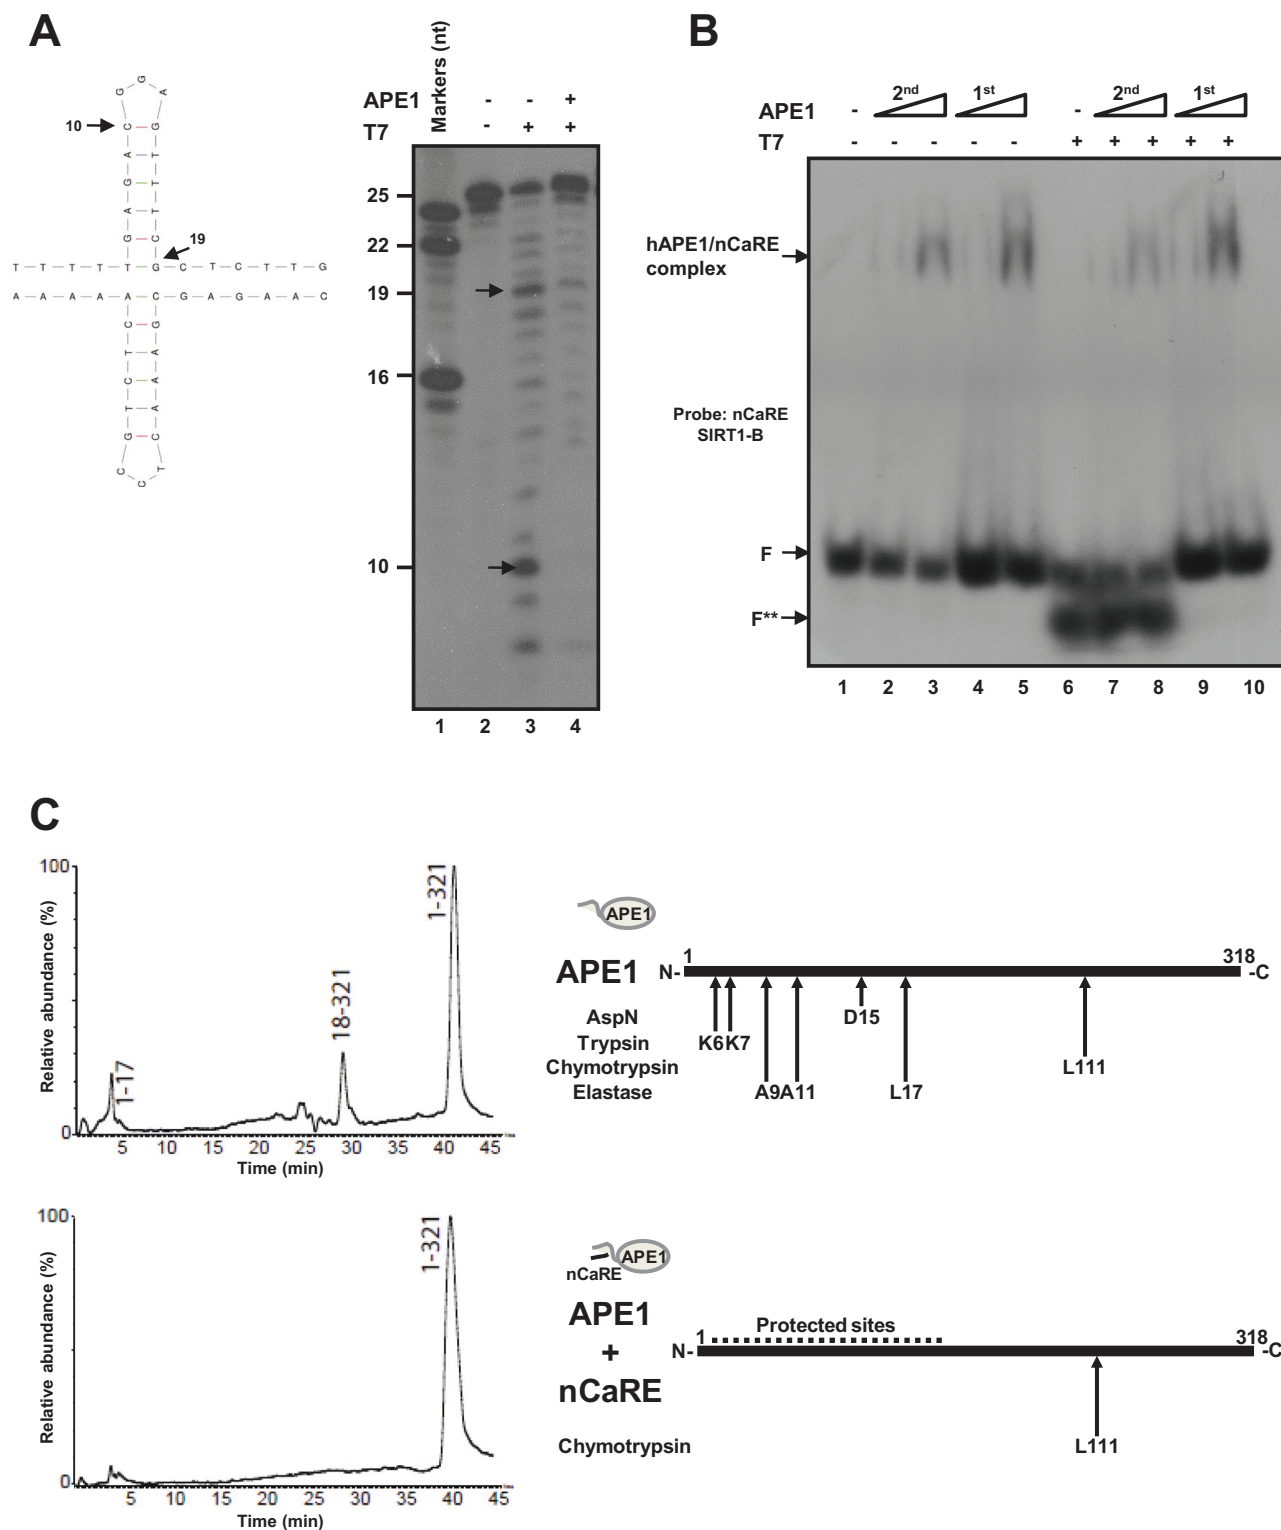 A
B
Markers (nt)
APE1 - - +
T7 - + +
25
22
19
16
10
1 2 3 4
G
G A
10 C G
A T
G T
A T
G C
19
T T T T T T G C T C T T G
A A A A A A C G A G A A C
C G
T A
C A
T A
G C
C T
C
APE1 - 2nd 1st - 2nd 1st
T7 - - - - - + + + + +
hAPE1/nCaRE
complex
Probe: nCaRE
SIRT1-B
F
F**
1 2 3 4 5 6 7 8 9 10
C
Relative abundance (%)
100
0
1-17
18-321
1-321
5 10 15 20 25 30 35 40 45
Time (min)
APE1
APE1
N- 1 318 -C
AspN
Trypsin
Chymotrypsin
Elastase
K6 K7
A9 A11
D15
L17
L111
Relative abundance (%)
100
0
1-321
5 10 15 20 25 30 35 40 45
Time (min)
APE1
nCaRE
APE1
+
nCaRE
Protected sites
N- 1 318 -C
Chymotrypsin
L111